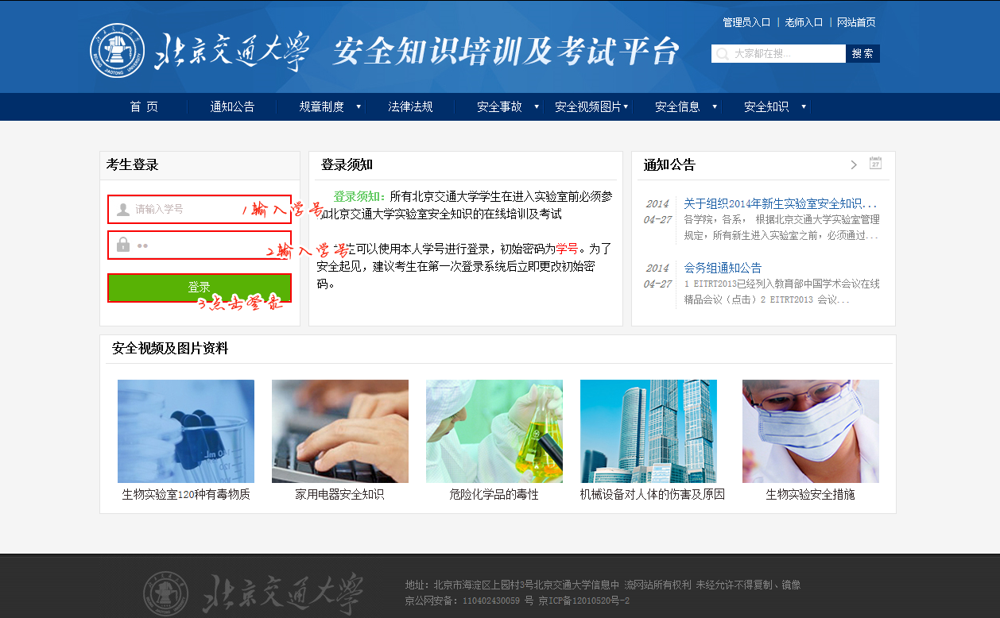 管理员入口 | 老师入口 | 网站首页
北京交通大学 安全知识培训及考试平台
BEIJING JIAOTONG UNIVERSITY
大家都在搜... 搜 索
首 页 通知公告 规章制度 ▼ 法律法规 安全事故 ▼ 安全视频图片▼ 安全信息 ▼ 安全知识 ▼
考生登录
请输入学号
1输入学号
2输入学号
登录
3点击登录
登录须知
登录须知：所有北京交通大学学生在进入实验室前必须参
加北京交通大学实验室安全知识的在线培训及考试
生可以使用本人学号进行登录，初始密码为学号。为了
安全起见，建议考生在第一次登录系统后立即更改初始密
码。
通知公告
27
2014
04-27
关于组织2014年新生实验室安全知识...
各学院，各系， 根据北京交通大学实验室管理
规定，所有新生进入实验室之前，必须通过...
2014
04-27
会务组通知公告
1 EITRT2013已经列入教育部中国学术会议在线
精品会议（点击）2 EITRT2013 会议...
安全视频及图片资料
生物实验室120种有毒物质
家用电器安全知识
危险化学品的毒性
机械设备对人体的伤害及原因
生物实验安全措施
北京交通大学
地址: 北京市海淀区上园村3号北京交通大学信息中 流网站所有权利 未经允许不得复制、镜像
京公网安备: 110402430059 号 京ICP备12010520号-2